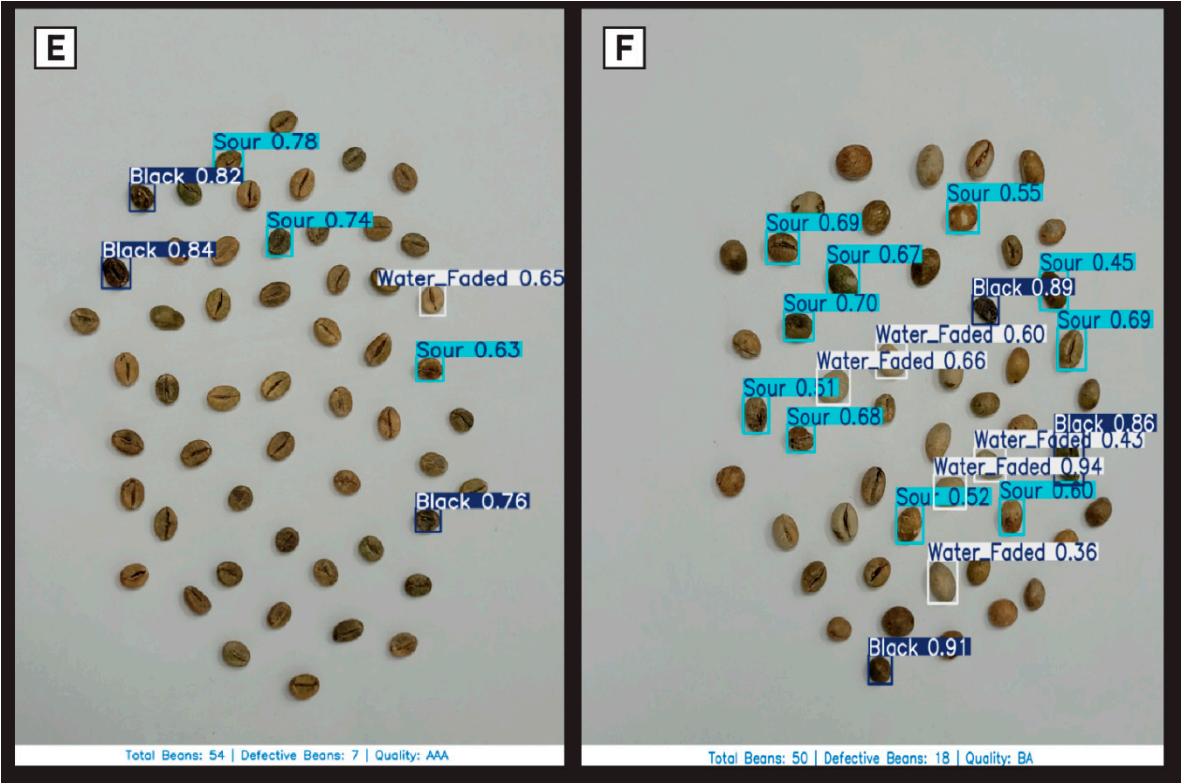 E
Sour 0.78
Black 0.82
Sour 0.74
Black 0.84
Water_Faded 0.65
Sour 0.63
Black 0.76
Total Beans: 54 | Defective Beans: 7 | Quality: AAA
F
Sour 0.55
Sour 0.69
Sour 0.67
Sour 0.45
Black 0.89
Sour 0.70
Sour 0.69
Water_Faded 0.60
Water_Faded 0.66
Sour 0.51
Sour 0.68
Black 0.86
Water_Faded 0.43
Water_Faded 0.94
Sour 0.52
Sour 0.60
Water_Faded 0.36
Black 0.91
Total Beans: 50 | Defective Beans: 18 | Quality: BA